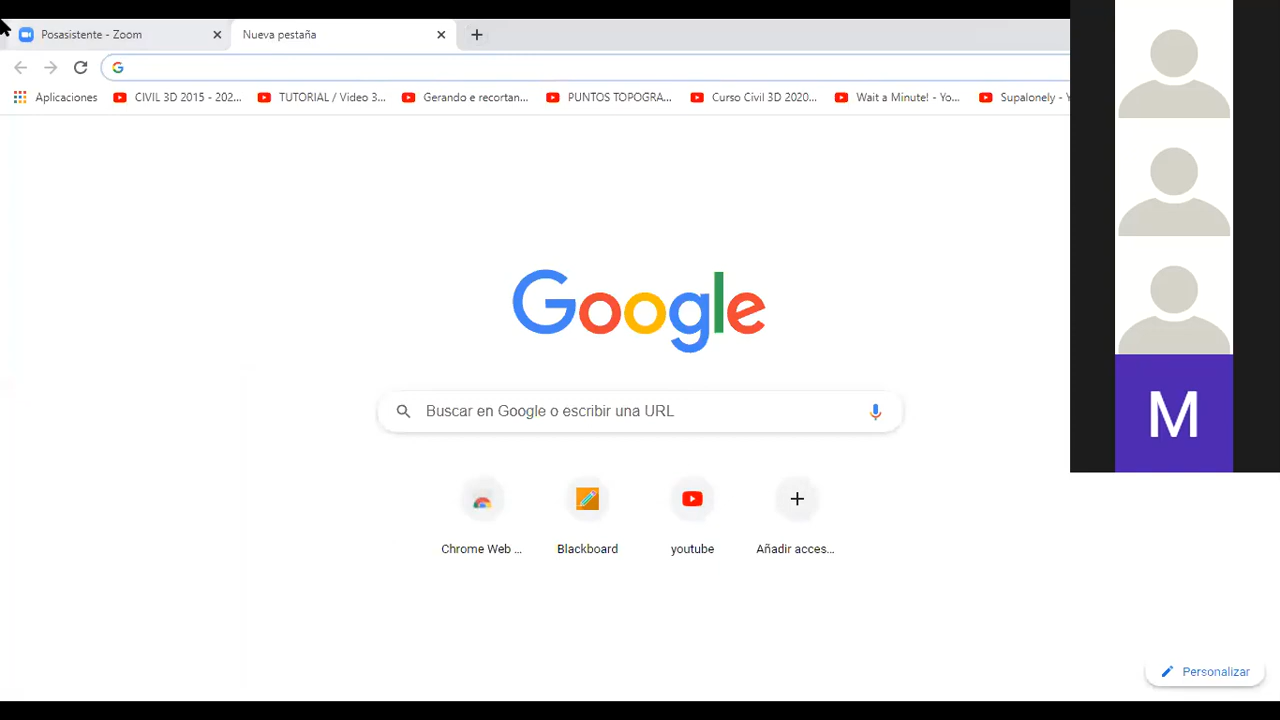 Posasistente - Zoom
Nueva pestaña
Aplicaciones
CIVIL 3D 2015 - 202...
TUTORIAL / Video 3...
Gerando e recortan...
PUNTOS TOPOGRA...
Curso Civil 3D 2020...
Wait a Minute! - Yo...
Supalonely - Y
Google
Buscar en Google o escribir una URL
Chrome Web ...
Blackboard
youtube
Añadir acces...
M
Personalizar